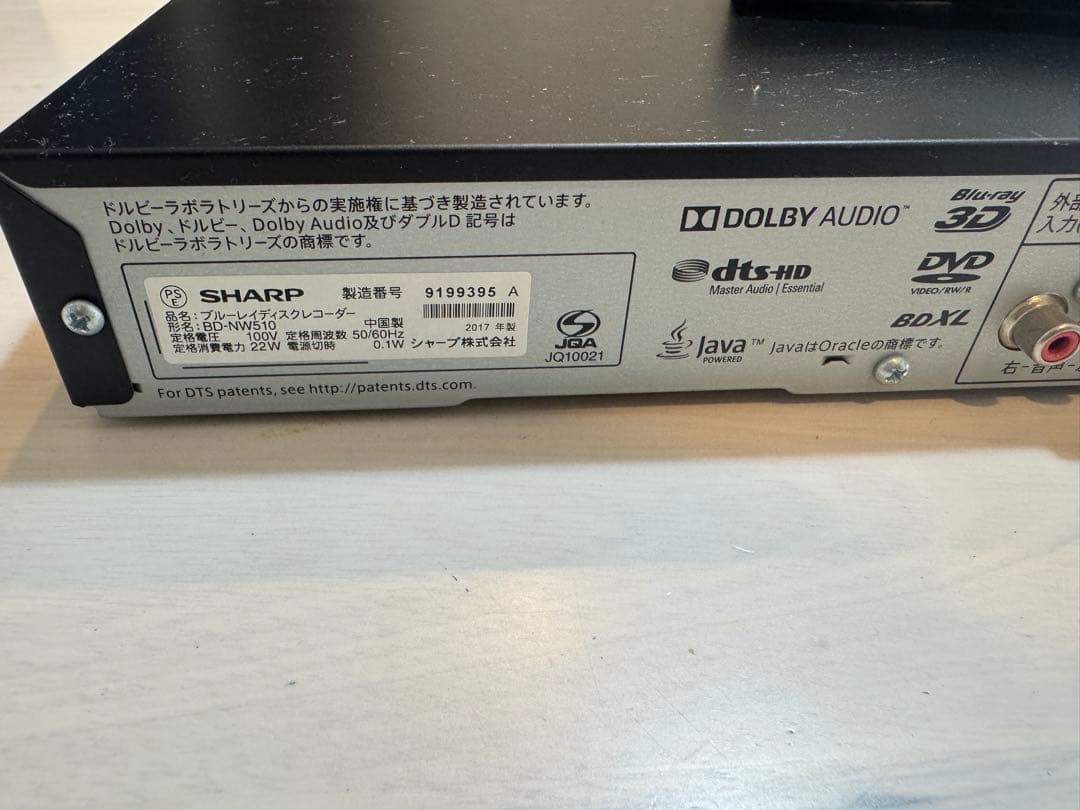 ドルビーラボラトリーズからの実施権に基づき製造されています。
Dolby、ドルビー、Dolby Audio及びダブルD 記号は
ドルビーラボラトリーズの商標です。
PS
E
SHARP 製造番号 9199395 A
品名:ブルーレイディスクレコーダー
形名:BD-NW510 中国製 2017 年製
定格電圧 100V 定格周波数 50/60Hz
定格消費電力 22W 電源切時 0.1W シャープ株式会社
JQA
JQ10021
For DTS patents, see http://patents.dts.com.
DOLBY AUDIO™
Blu-ray
3D
dts-HD
Master Audio | Essential
DVD
VIDEO/RW/R
BDXL
Java™
POWERED
JavaはOracleの商標です。
外部
入力
右-音声-